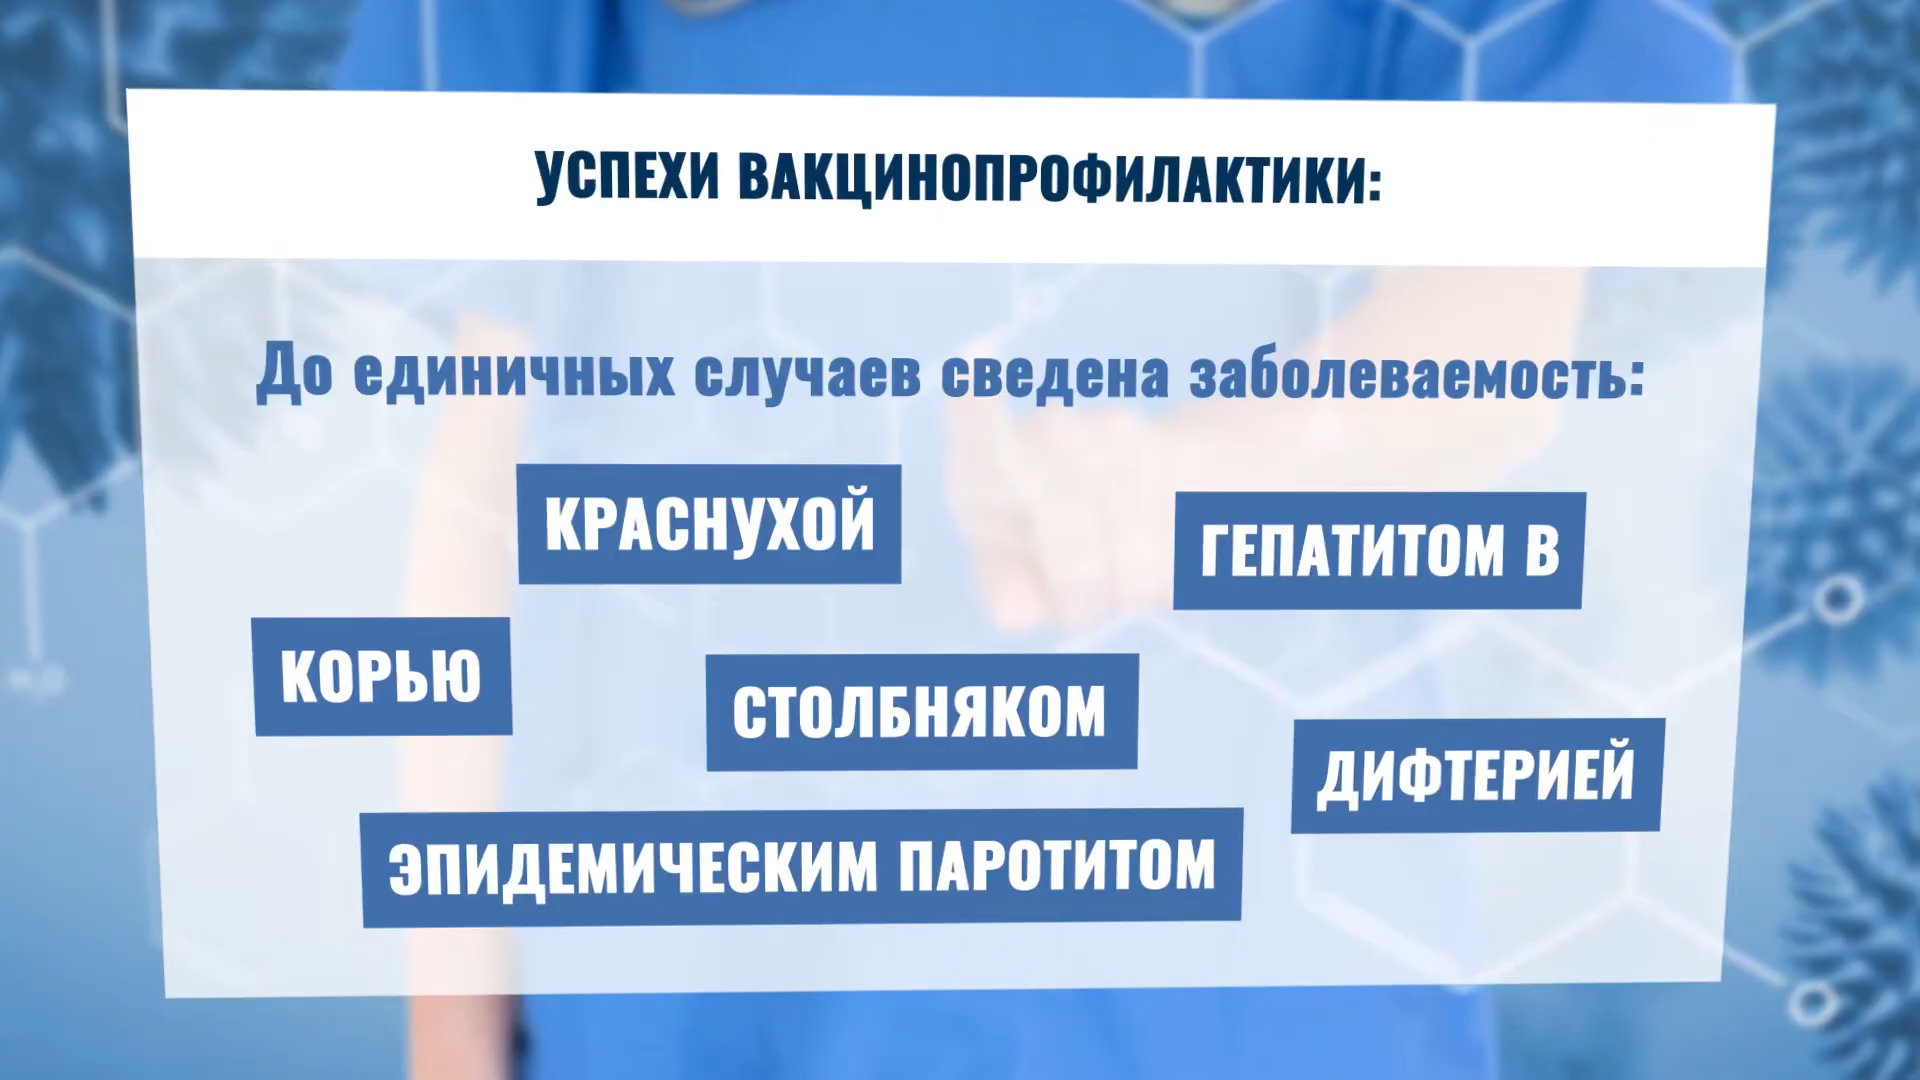 УСПЕХИ ВАКЦИНОПРОФИЛАКТИКИ:
До единичных случаев сведена заболеваемость:
КРАСНУХОЙ
ГЕПАТИТОМ В
КОРЬЮ
СТОЛБНЯКОМ
ДИФТЕРИЕЙ
ЭПИДЕМИЧЕСКИМ ПАРОТИТОМ